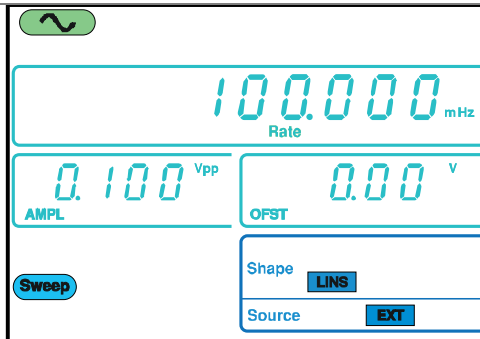 100.000 mHz
Rate
0.100 Vpp
AMPL
0.00 V
OFST
Shape LINS
Sweep
Source EXT